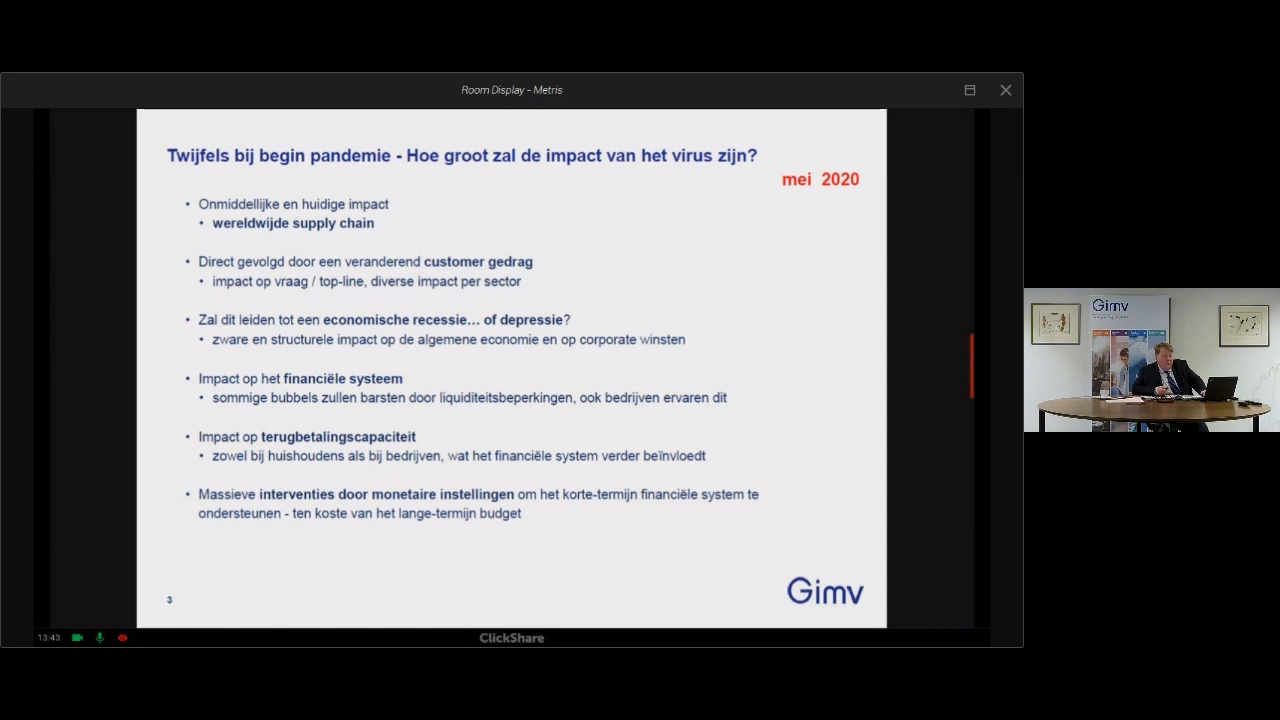 Room Display - Metris
Twijfels bij begin pandemie - Hoe groot zal de impact van het virus zijn?
mei 2020
• Onmiddellijke en huidige impact
• wereldwijde supply chain
• Direct gevolgd door een veranderend customer gedrag
• impact op vraag / top-line, diverse impact per sector
• Zal dit leiden tot een economische recessie... of depressie?
• zware en structurele impact op de algemene economie en op corporate winsten
• Impact op het financiële systeem
• sommige bubbels zullen barsten door liquiditeitsbeperkingen, ook bedrijven ervaren dit
• Impact op terugbetalingscapaciteit
• zowel bij huishoudens als bij bedrijven, wat het financiële system verder beïnvloedt
• Massieve interventies door monetaire instellingen om het korte-termijn financiële system te
ondersteunen - ten koste van het lange-termijn budget
3
Gimv
13:43
ClickShare
Gimv